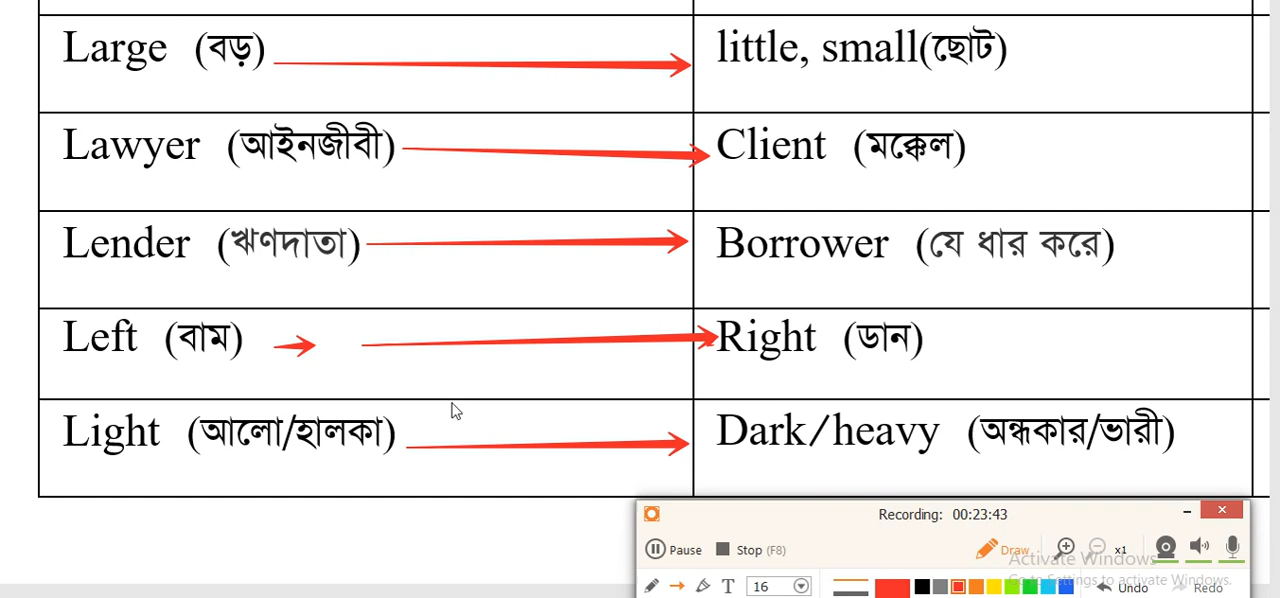 Large (বড়) little, small(ছোট)
Lawyer (আইনজীবী) Client (মক্কেল)
Lender (ঋণদাতা) Borrower (যে ধার করে)
Left (বাম) Right (ডান)
Light (আলো/হালকা) Dark/heavy (অন্ধকার/ভারী)
Recording: 00:23:43
Pause Stop (F8) Draw x1
Activate Windows
Go to Settings to activate Windows.
T 16 Undo Redo